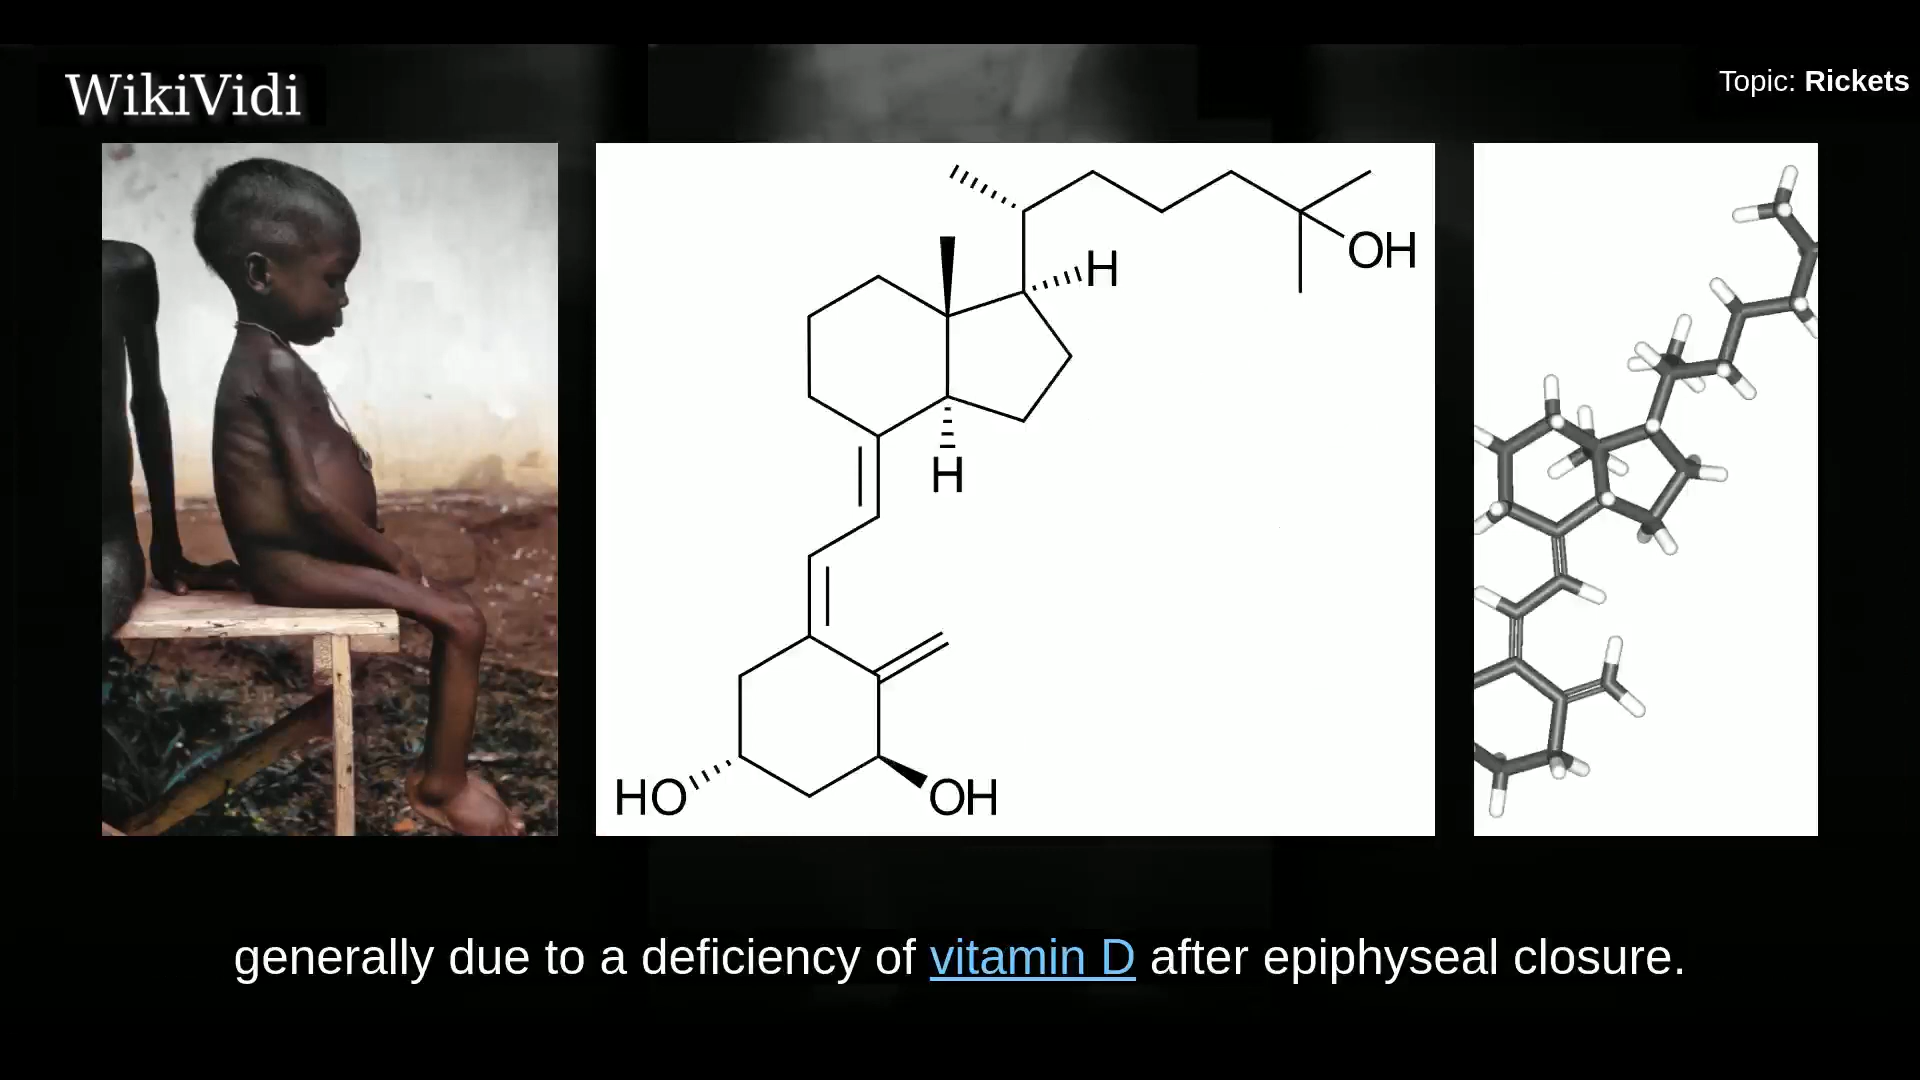 WikiVidi
Topic: Rickets
OH
H
H
HO
OH
generally due to a deficiency of vitamin D after epiphyseal closure.